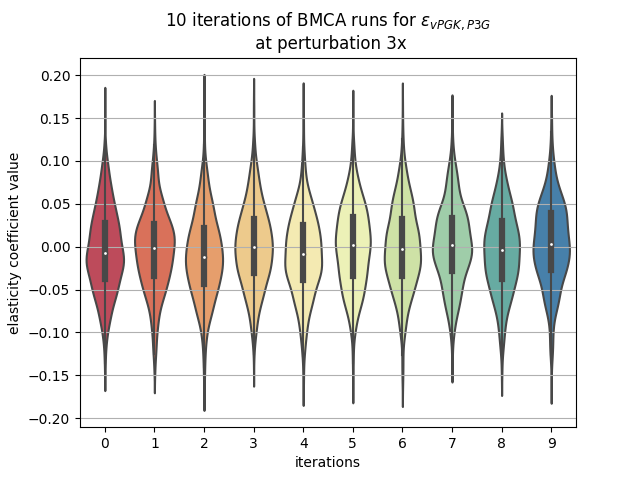 10 iterations of BMCA runs for ε_{vPGK, P3G}
at perturbation 3x
elasticity coefficient value
0.20
0.15
0.10
0.05
0.00
−0.05
−0.10
−0.15
−0.20
0 1 2 3 4 5 6 7 8 9
iterations